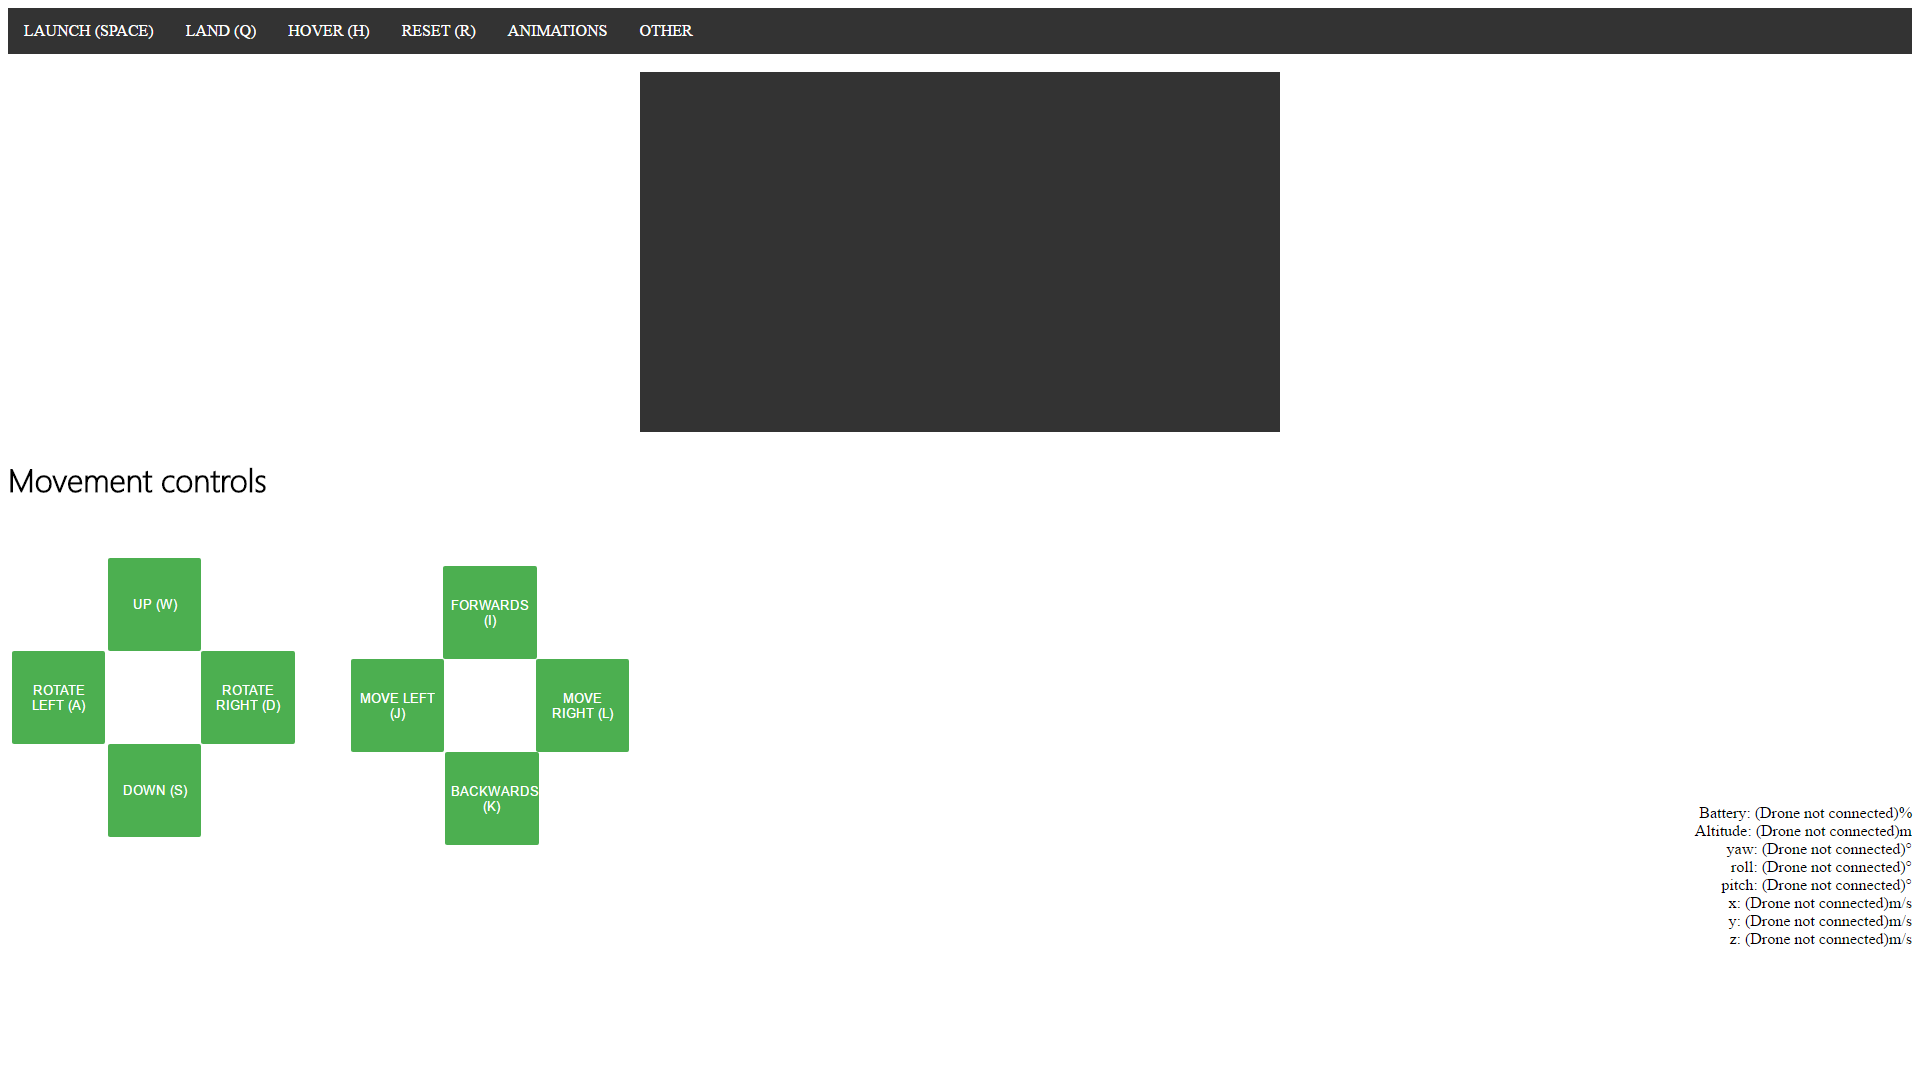 LAUNCH (SPACE) LAND (Q) HOVER (H) RESET (R) ANIMATIONS OTHER
Movement controls
UP (W)
ROTATE
LEFT (A)
ROTATE
RIGHT (D)
DOWN (S)
FORWARDS
(I)
MOVE LEFT
(J)
MOVE
RIGHT (L)
BACKWARDS
(K)
Battery: (Drone not connected)%
Altitude: (Drone not connected)m
yaw: (Drone not connected)°
roll: (Drone not connected)°
pitch: (Drone not connected)°
x: (Drone not connected)m/s
y: (Drone not connected)m/s
z: (Drone not connected)m/s